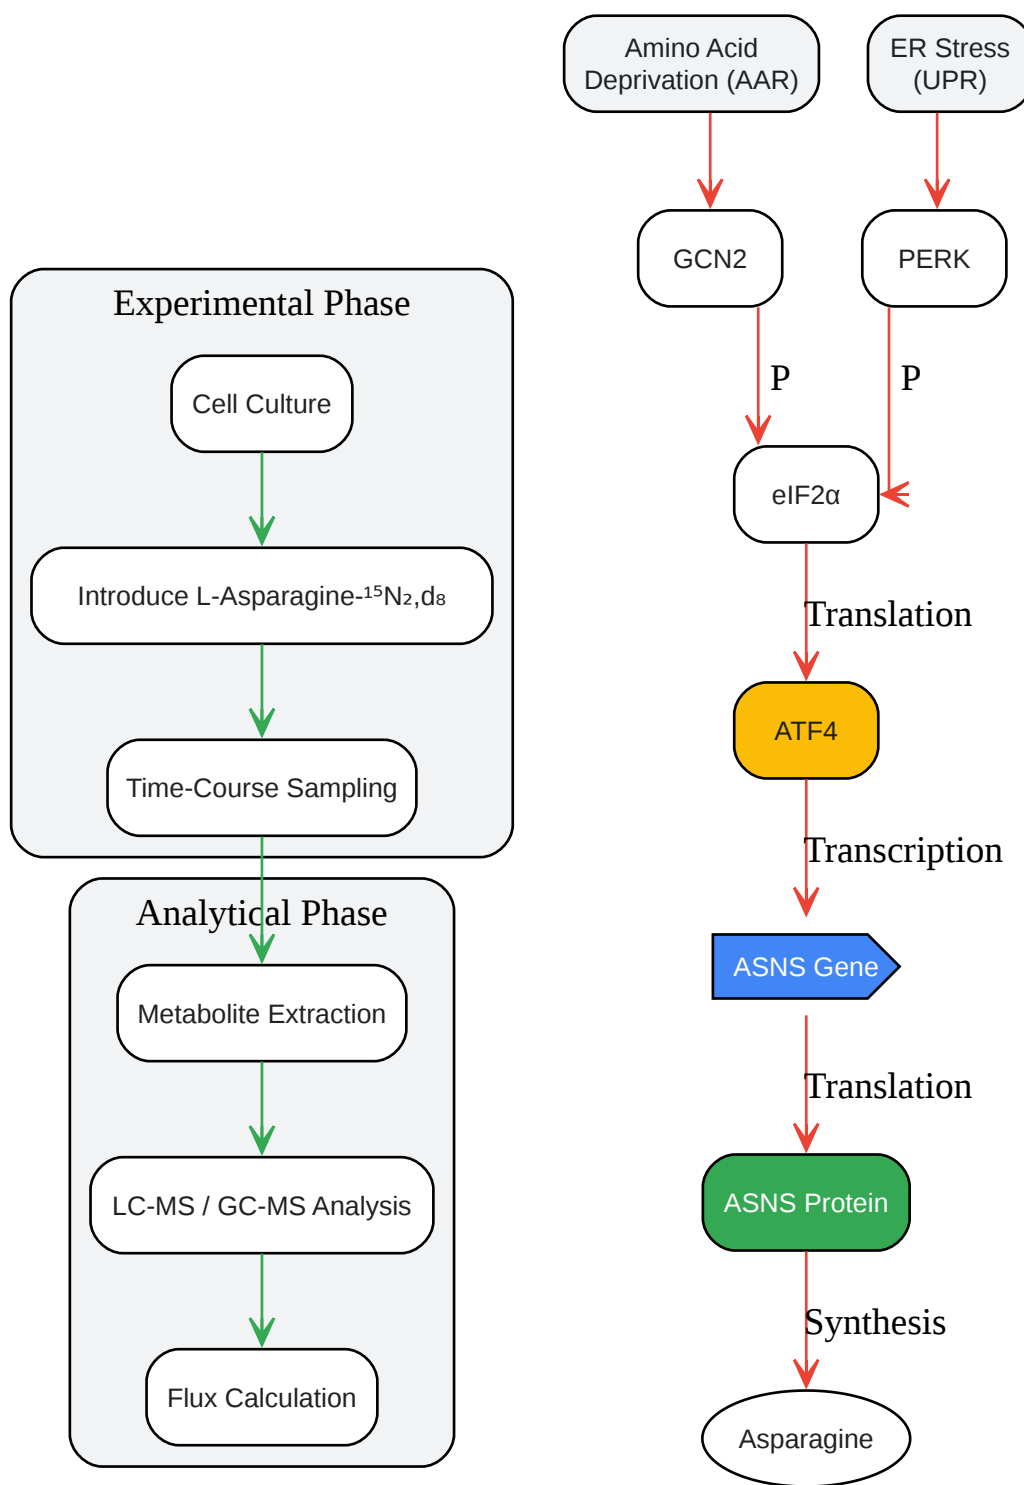 Experimental Phase
Cell Culture
Introduce L-Asparagine-¹⁵N₂,d₈
Time-Course Sampling
Analytical Phase
Metabolite Extraction
LC-MS / GC-MS Analysis
Flux Calculation
Amino Acid
Deprivation (AAR)
ER Stress
(UPR)
GCN2
PERK
P
P
eIF2α
Translation
ATF4
Transcription
ASNS Gene
Translation
ASNS Protein
Synthesis
Asparagine